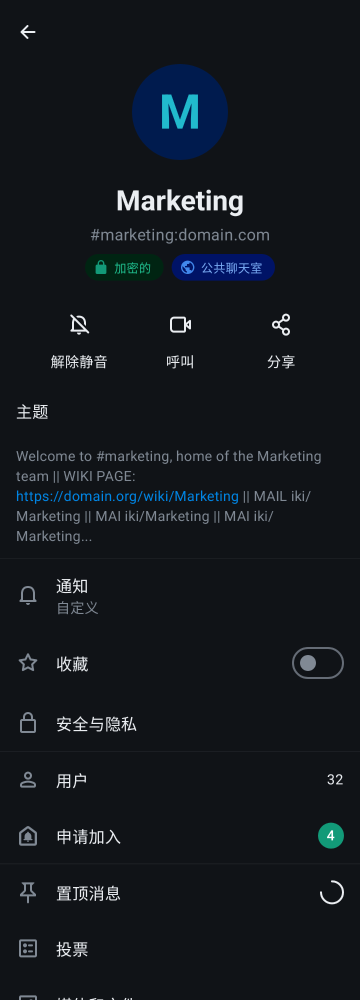 M
Marketing
#marketing:domain.com
加密的 公共聊天室
解除静音 呼叫 分享
主题
Welcome to #marketing, home of the Marketing
team || WIKI PAGE:
https://domain.org/wiki/Marketing || MAIL iki/
Marketing || MAI iki/Marketing || MAI iki/
Marketing...
通知
自定义
收藏
安全与隐私
用户 32
申请加入 4
置顶消息
投票